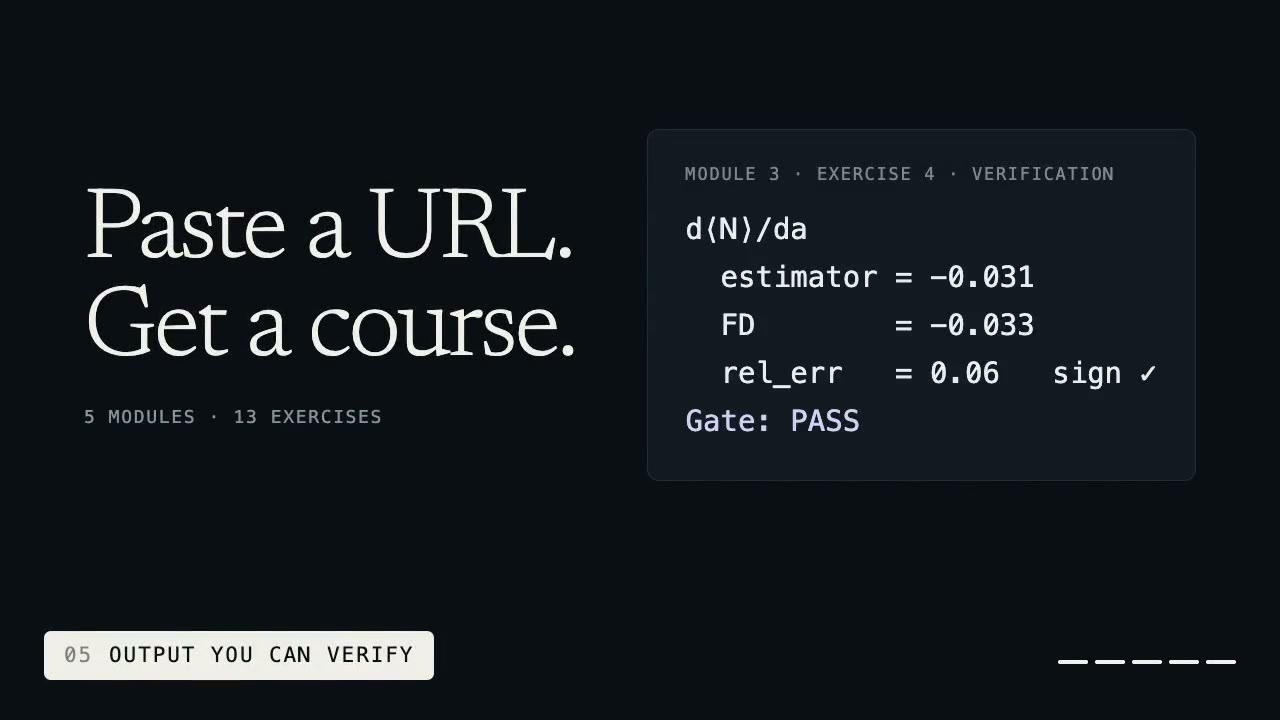 Paste a URL.
Get a course.
5 MODULES · 13 EXERCISES
MODULE 3 · EXERCISE 4 · VERIFICATION
d⟨N⟩/da
  estimator = −0.031
  FD        = −0.033
  rel_err   = 0.06   sign ✓
Gate: PASS
05 OUTPUT YOU CAN VERIFY